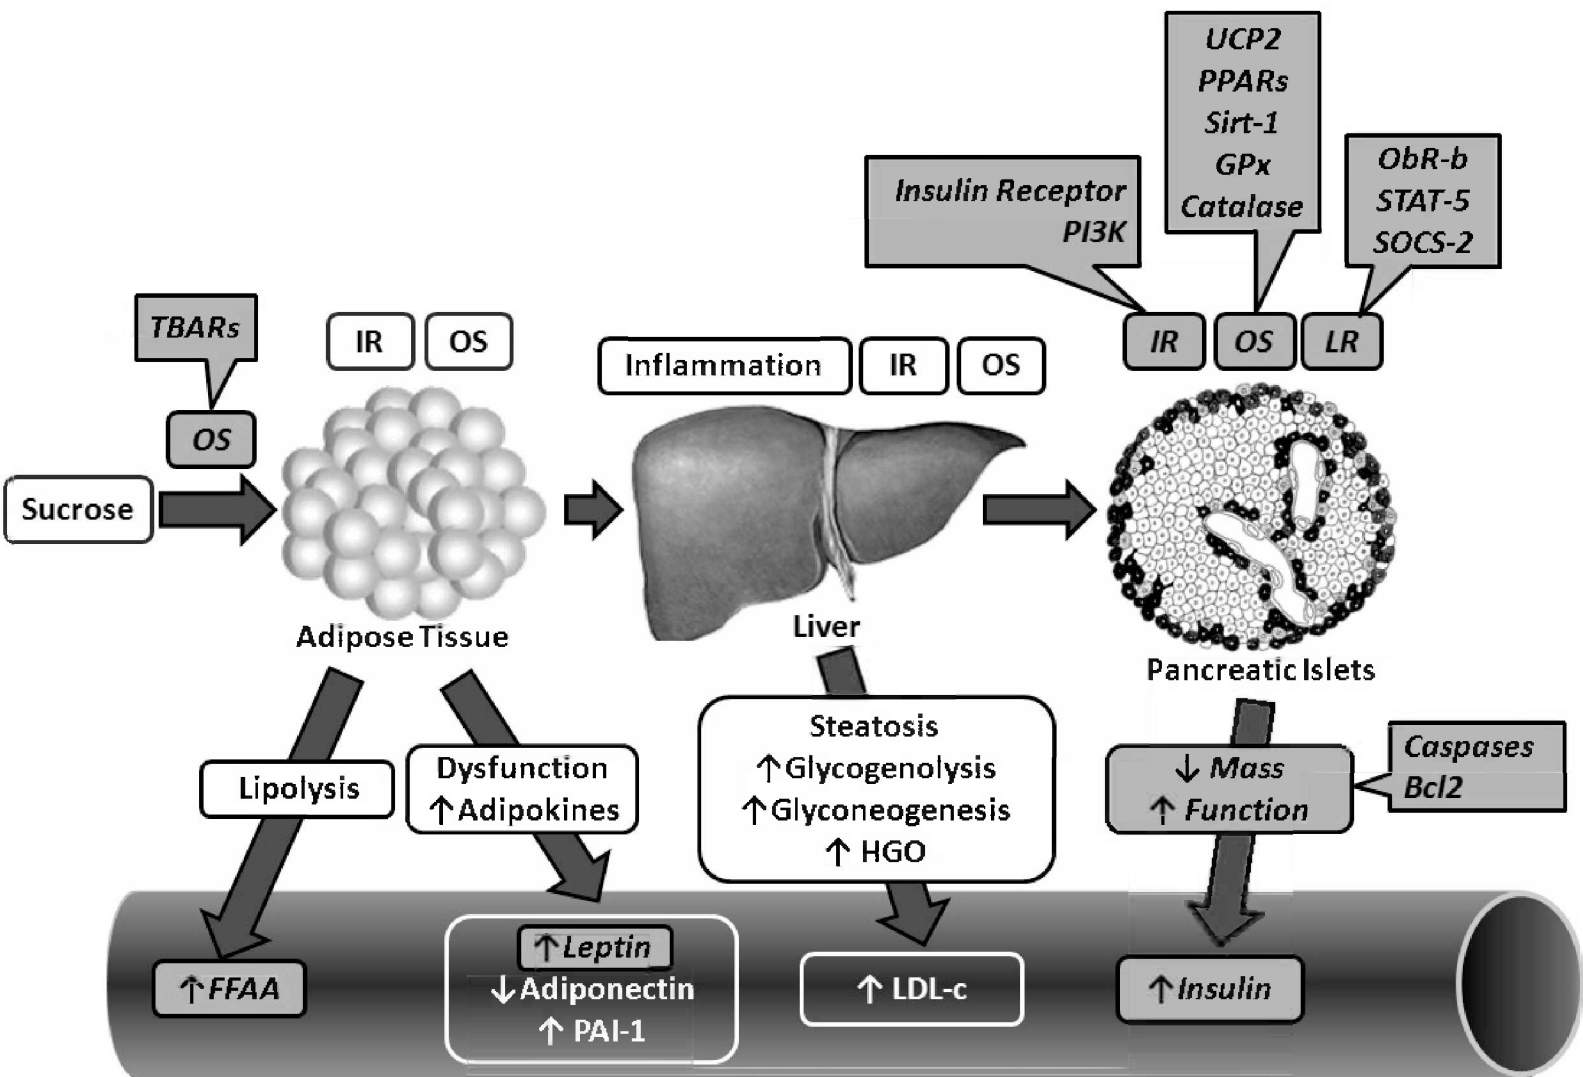 UCP2
PPARs
Sirt-1
GPx
Catalase
ObR-b
STAT-5
SOCS-2
Insulin Receptor
PI3K
TBARs
IR
OS
Inflammation
IR
OS
IR
OS
LR
OS
Sucrose
Adipose Tissue
Liver
Pancreatic Islets
Lipolysis
Dysfunction
↑Adipokines
Steatosis
↑Glycogenolysis
↑Glyconeogenesis
↑ HGO
↓ Mass
↑ Function
Caspases
Bcl2
↑FFAA
↑Leptin
↓Adiponectin
↑ PAI-1
↑ LDL-c
↑Insulin